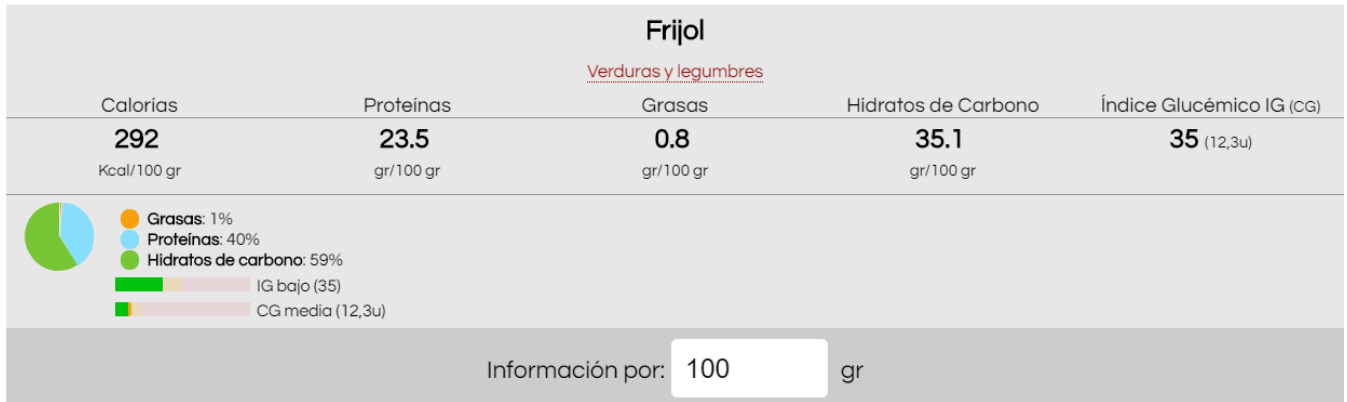 Frijol
Verduras y legumbres
Calorías Proteínas Grasas Hidratos de Carbono Índice Glucémico IG (CG)
292 23.5 0.8 35.1 35 (12,3u)
Kcal/100 gr gr/100 gr gr/100 gr gr/100 gr
Grasas: 1%
Proteínas: 40%
Hidratos de carbono: 59%
IG bajo (35)
CG media (12,3u)
Información por: 100 gr